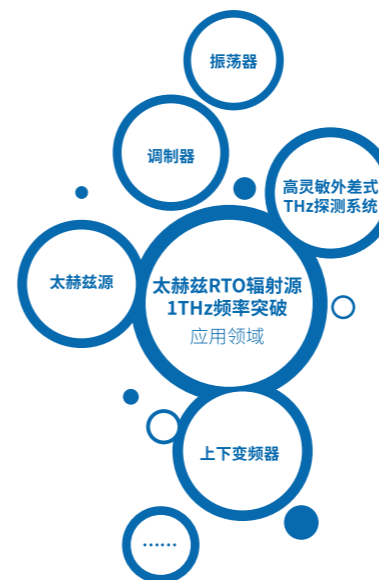 振荡器
调制器
高灵敏外差式
THz探测系统
太赫兹源
太赫兹RTO辐射源
1THz频率突破
应用领域
上下变频器
……